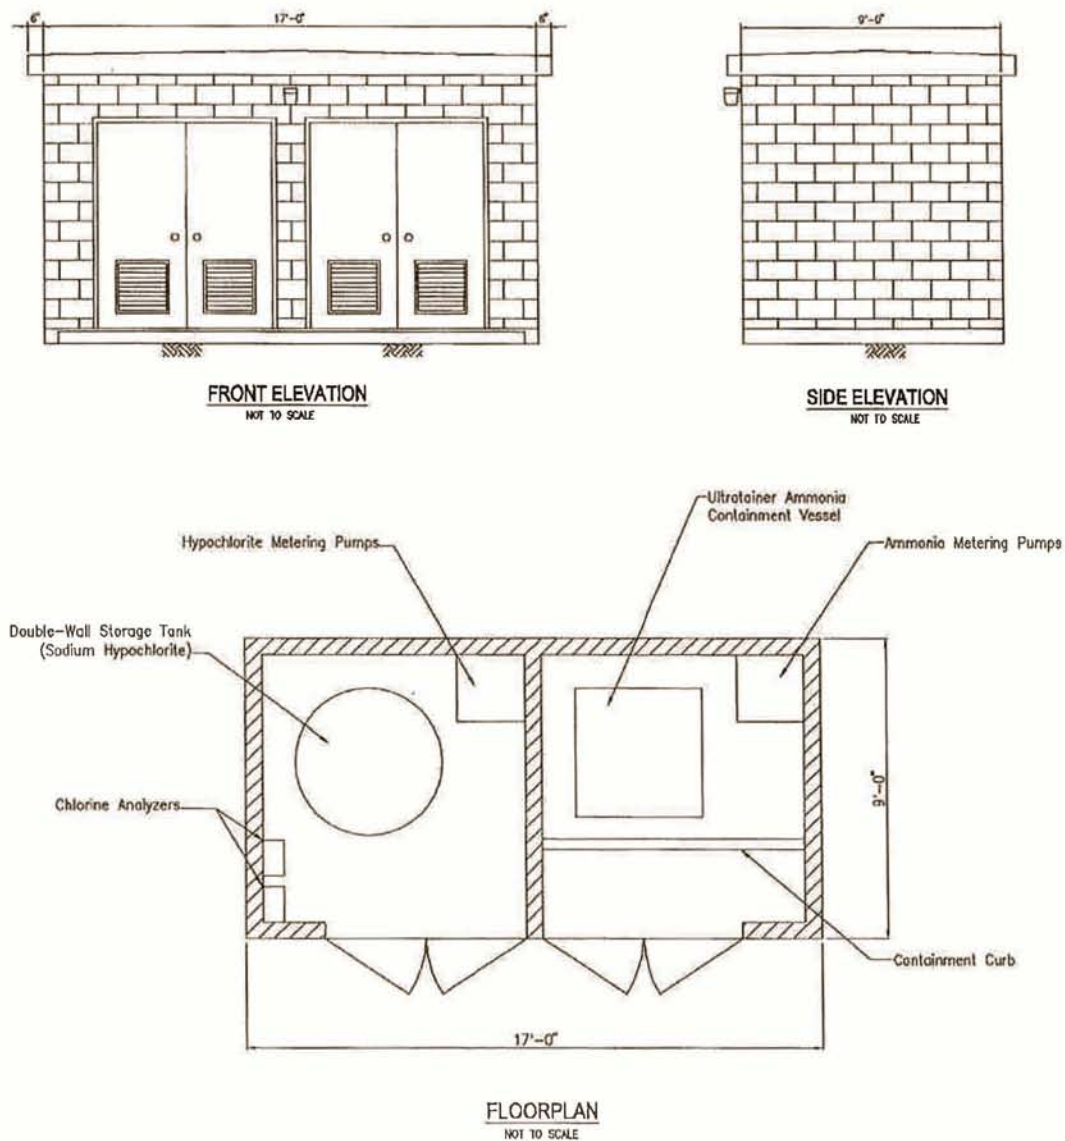 6"
17'-0"
6"
9'-0"
FRONT ELEVATION
NOT TO SCALE
SIDE ELEVATION
NOT TO SCALE
Ultratainer Ammonia
Containment Vessel
Hypochlorite Metering Pumps
Ammonia Metering Pumps
Double-Wall Storage Tank
(Sodium Hypochlorite)
Chlorine Analyzers
9'-0"
Containment Curb
17'-0"
FLOORPLAN
NOT TO SCALE